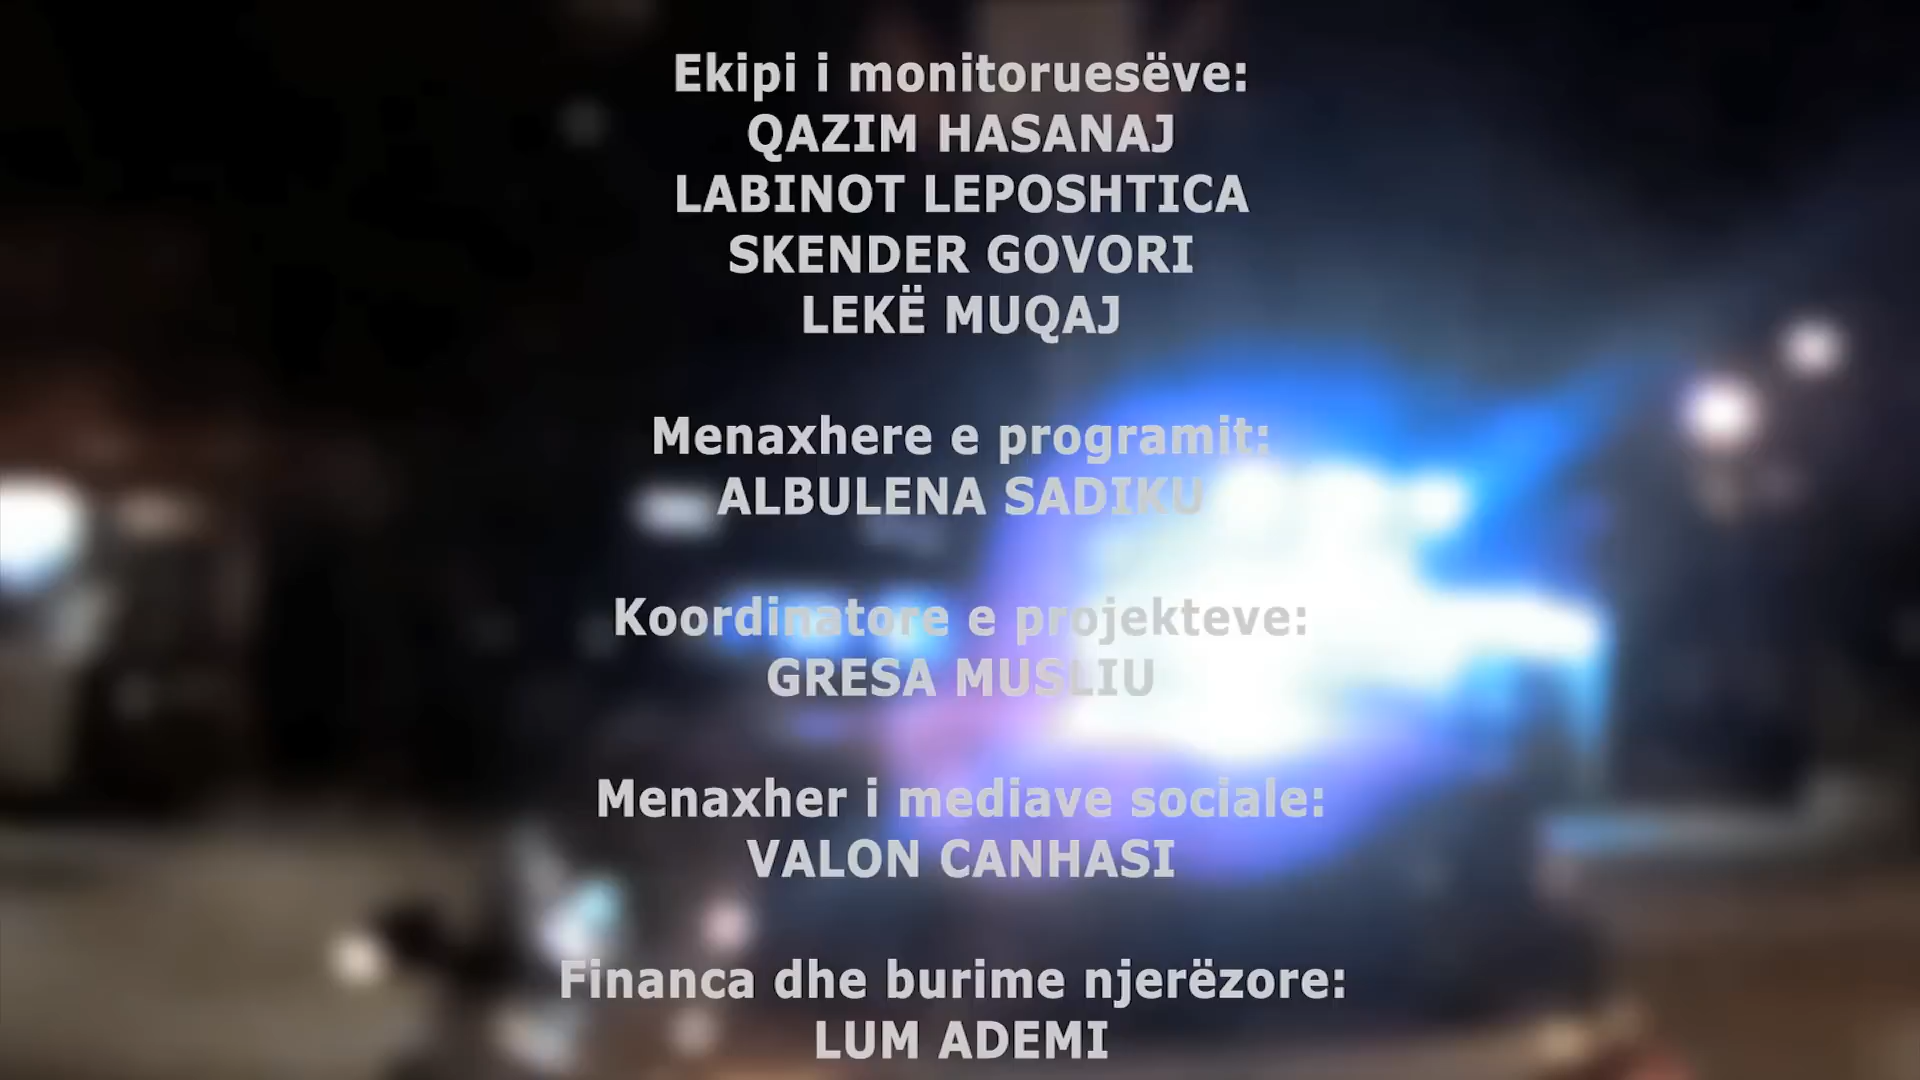 Ekipi i monitoruesëve:
QAZIM HASANAJ
LABINOT LEPOSHTICA
SKENDER GOVORI
LEKË MUQAJ
Menaxhere e programit:
ALBULENA SADIKU
Koordinatore e projekteve:
GRESA MUSLIU
Menaxher i mediave sociale:
VALON CANHASI
Financa dhe burime njerëzore:
LUM ADEMI